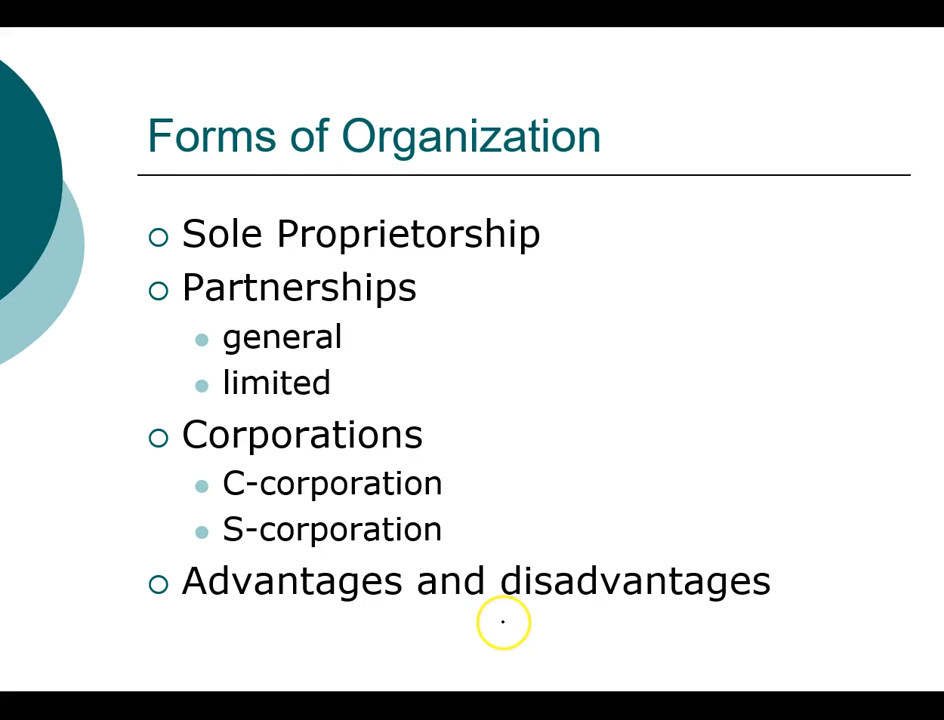 Forms of Organization
Sole Proprietorship
Partnerships
general
limited
Corporations
C-corporation
S-corporation
Advantages and disadvantages